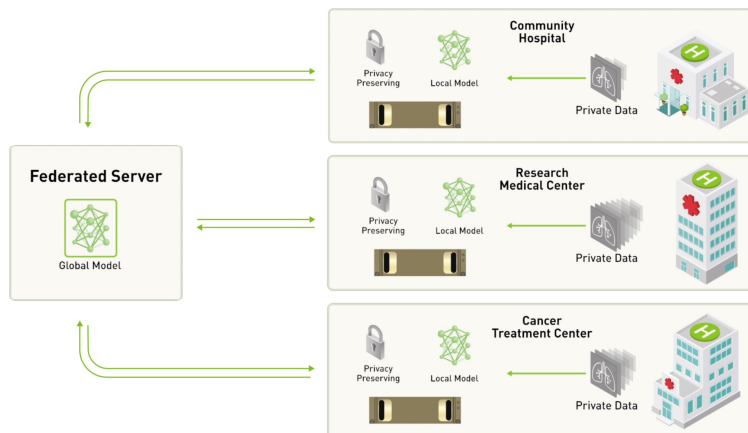 Federated Server
Global Model
Community
Hospital
Privacy
Preserving
Local Model
Private Data
H
Research
Medical Center
Privacy
Preserving
Local Model
Private Data
H
Cancer
Treatment Center
Privacy
Preserving
Local Model
Private Data
H